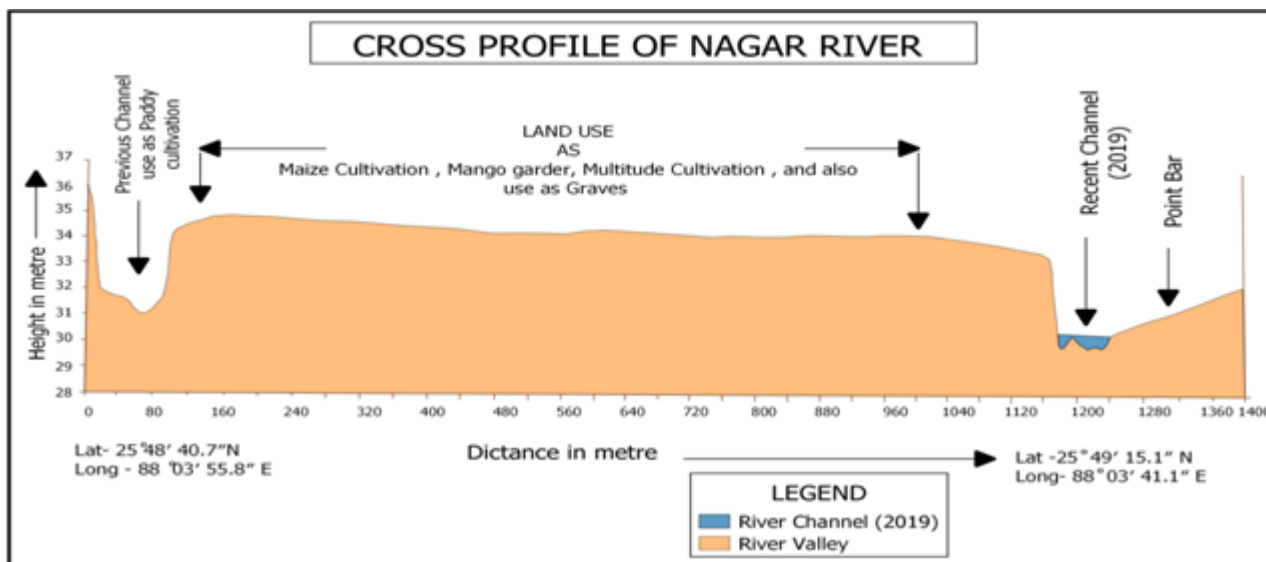 CROSS PROFILE OF NAGAR RIVER
Previous Channel
use as Paddy
cultivation
LAND USE
AS
Maize Cultivation , Mango garder, Multitude Cultivation , and also
use as Graves
Recent Channel
(2019)
Point Bar
Height in metre
37
36
35
34
33
32
31
30
29
28
0 80 160 240 320 400 480 560 640 720 800 880 960 1040 1120 1200 1280 1360 1400
Lat- 25°48' 40.7"N
Long - 88 °03' 55.8" E
Dictance in metre
Lat -25°49' 15.1" N
Long- 88°03' 41.1" E
LEGEND
River Channel (2019)
River Valley